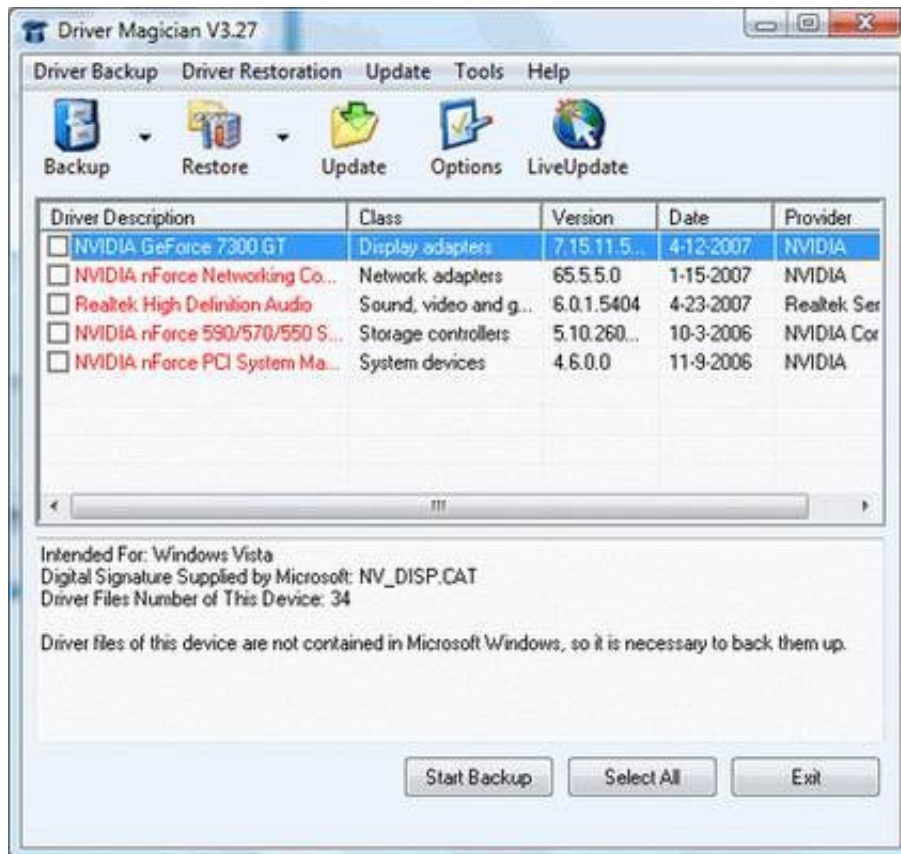 Driver Magician V3.27
Driver Backup Driver Restoration Update Tools Help
Backup Restore Update Options LiveUpdate
Driver Description Class Version Date Provider
NVIDIA GeForce 7300 GT Display adapters 7.15.11.5... 4-12-2007 NVIDIA
NVIDIA nForce Networking Co... Network adapters 65.5.5.0 1-15-2007 NVIDIA
Realtek High Definition Audio Sound, video and g... 6.0.1.5404 4-23-2007 Realtek Ser
NVIDIA nForce 590/570/550 S... Storage controllers 5.10.260... 10-3-2006 NVIDIA Cor
NVIDIA nForce PCI System Ma... System devices 4.6.0.0 11-9-2006 NVIDIA
Intended For: Windows Vista
Digital Signature Supplied by Microsoft: NV_DISP.CAT
Driver Files Number of This Device: 34
Driver files of this device are not contained in Microsoft Windows, so it is necessary to back them up.
Start Backup Select All Exit